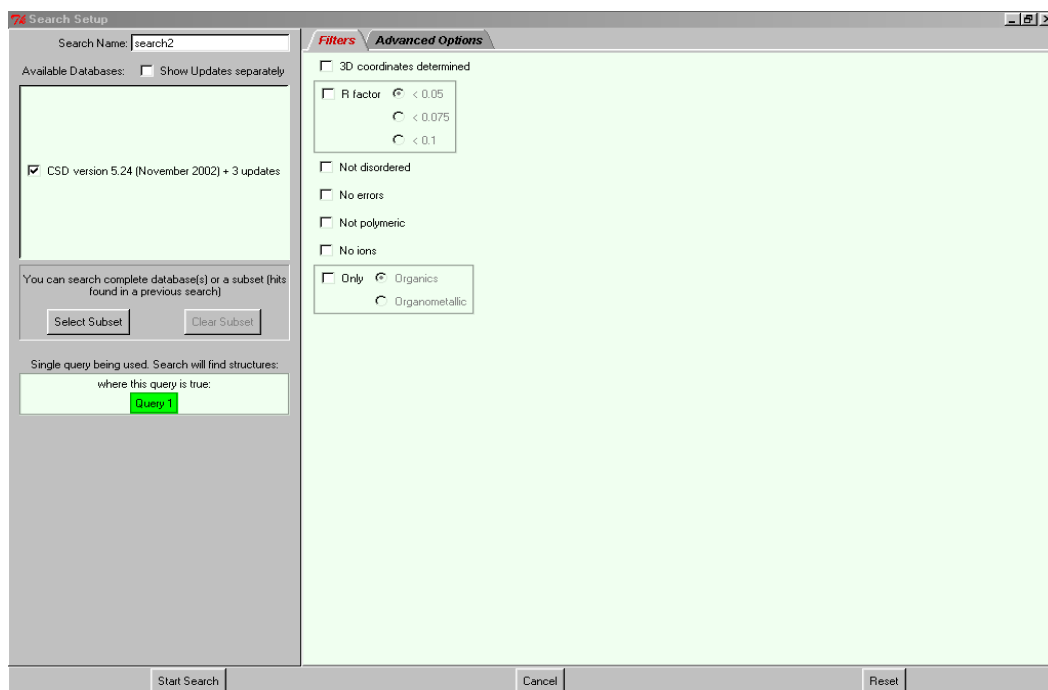 Search Setup
Search Name: search2
Available Databases: Show Updates separately
CSD version 5.24 (November 2002) + 3 updates
You can search complete database(s) or a subset (hits
found in a previous search)
Select Subset Clear Subset
Single query being used. Search will find structures:
where this query is true:
Query 1
Filters Advanced Options
3D coordinates determined
R factor < 0.05
< 0.075
< 0.1
Not disordered
No errors
Not polymeric
No ions
Only Organics
Organometallic
Start Search Cancel Reset